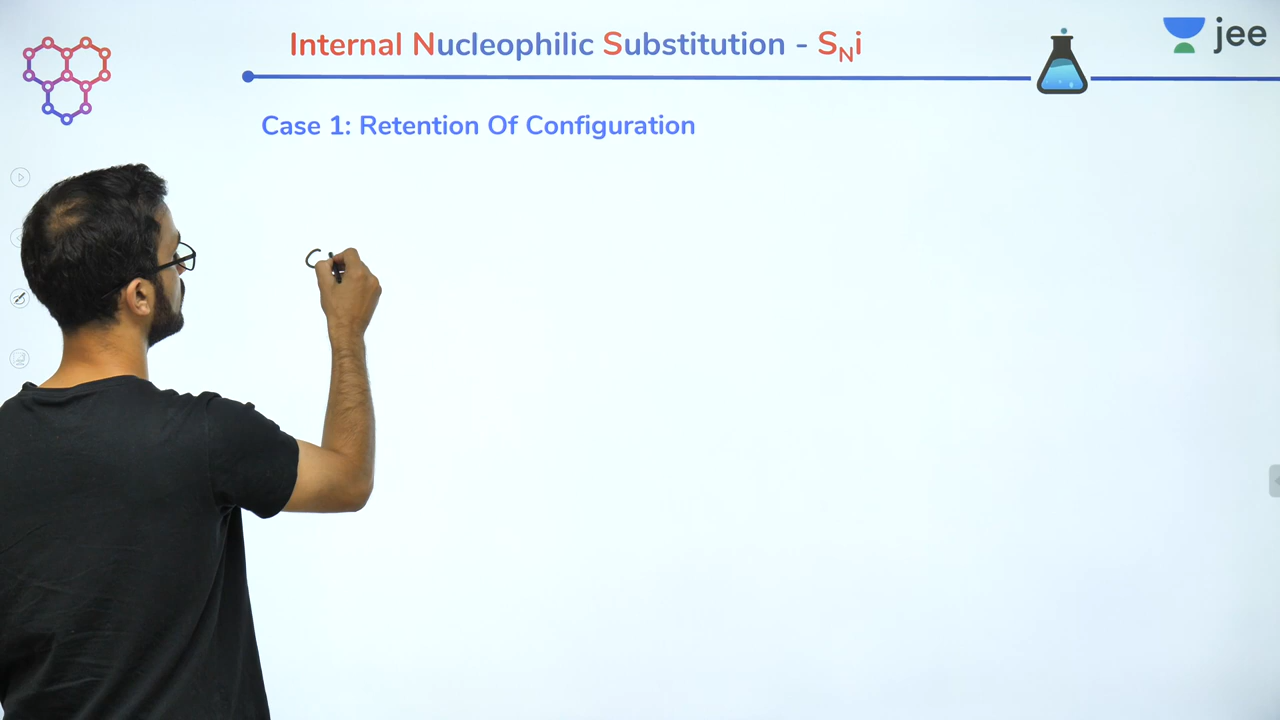 Internal Nucleophilic Substitution - SNi
jee
Case 1: Retention Of Configuration
C